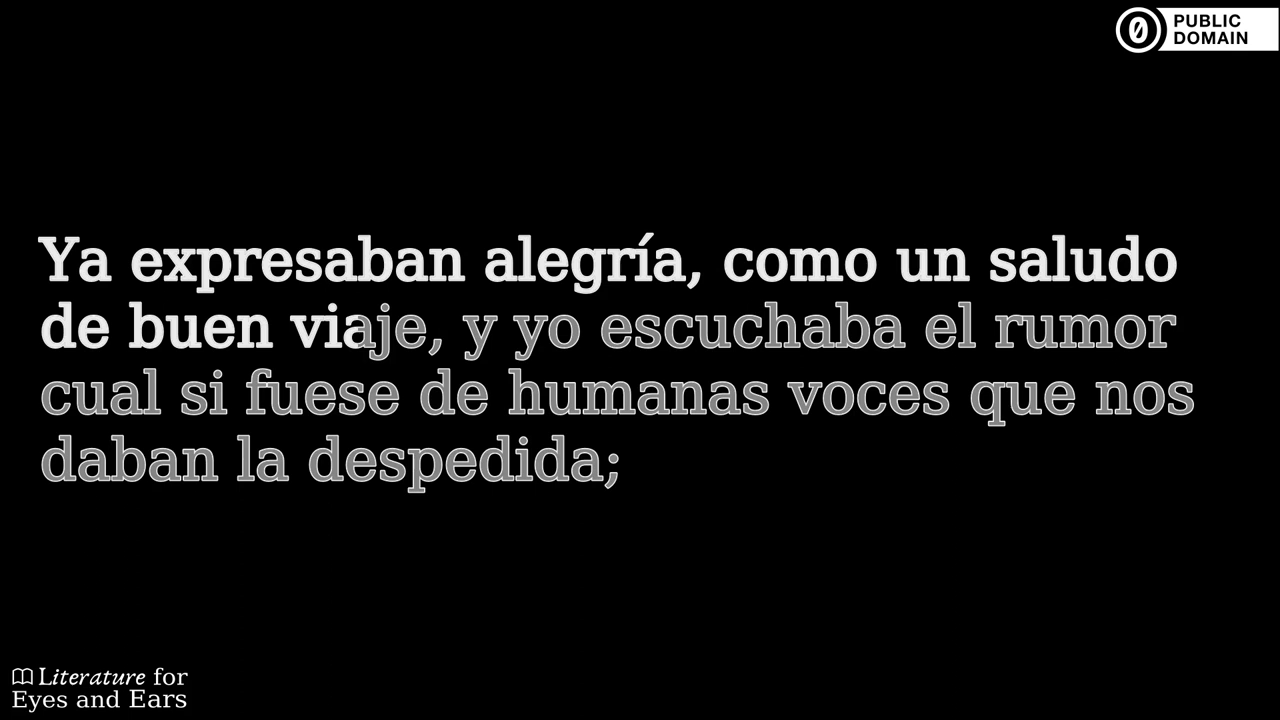 PUBLIC
DOMAIN
Ya expresaban alegría, como un saludo
de buen viaje, y yo escuchaba el rumor
cual si fuese de humanas voces que nos
daban la despedida;
Literature for
Eyes and Ears